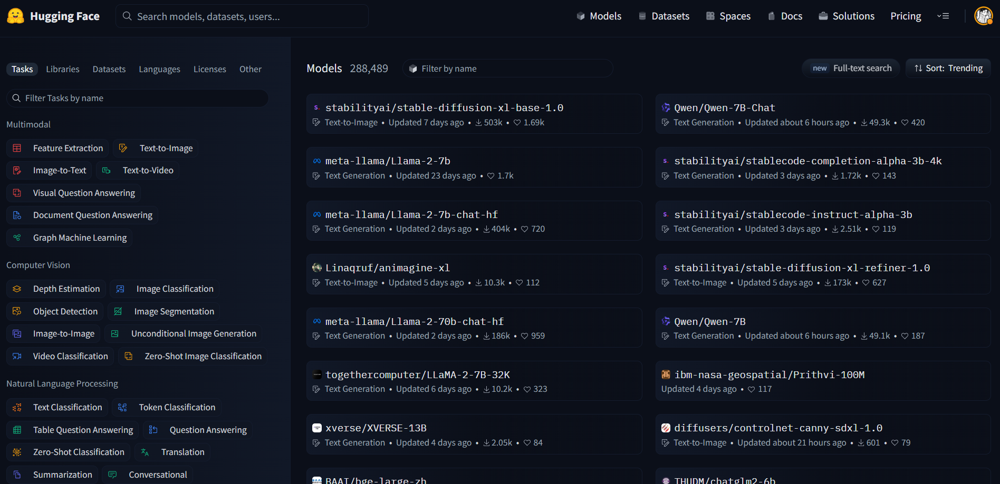 Hugging Face
Search models, datasets, users...
Models
Datasets
Spaces
Docs
Solutions
Pricing
Tasks
Libraries
Datasets
Languages
Licenses
Other
Filter Tasks by name
Multimodal
Feature Extraction
Text-to-Image
Image-to-Text
Text-to-Video
Visual Question Answering
Document Question Answering
Graph Machine Learning
Computer Vision
Depth Estimation
Image Classification
Object Detection
Image Segmentation
Image-to-Image
Unconditional Image Generation
Video Classification
Zero-Shot Image Classification
Natural Language Processing
Text Classification
Token Classification
Table Question Answering
Question Answering
Zero-Shot Classification
Translation
Summarization
Conversational
Models 288,489
Filter by name
new Full-text search
Sort: Trending
stabilityai/stable-diffusion-xl-base-1.0
Text-to-Image • Updated 7 days ago • 503k • 1.69k
Qwen/Qwen-7B-Chat
Text Generation • Updated about 6 hours ago • 49.3k • 420
meta-llama/Llama-2-7b
Text Generation • Updated 23 days ago • 1.7k
stabilityai/stablecode-completion-alpha-3b-4k
Text Generation • Updated 3 days ago • 1.72k • 143
meta-llama/Llama-2-7b-chat-hf
Text Generation • Updated 2 days ago • 404k • 720
stabilityai/stablecode-instruct-alpha-3b
Text Generation • Updated 3 days ago • 2.51k • 119
Linaqruf/animagine-xl
Text-to-Image • Updated 5 days ago • 10.3k • 112
stabilityai/stable-diffusion-xl-refiner-1.0
Text-to-Image • Updated 5 days ago • 173k • 627
meta-llama/Llama-2-70b-chat-hf
Text Generation • Updated 2 days ago • 186k • 959
Qwen/Qwen-7B
Text Generation • Updated about 6 hours ago • 49.1k • 187
togethercomputer/LLaMA-2-7B-32K
Text Generation • Updated 6 days ago • 10.2k • 323
ibm-nasa-geospatial/Prithvi-100M
Updated 4 days ago • 117
xverse/XVERSE-13B
Text Generation • Updated 4 days ago • 2.05k • 84
diffusers/controlnet-canny-sdxl-1.0
Text-to-Image • Updated about 21 hours ago • 601 • 79
BAAI/bge-large-zh
THUDM/chatglm2-6b